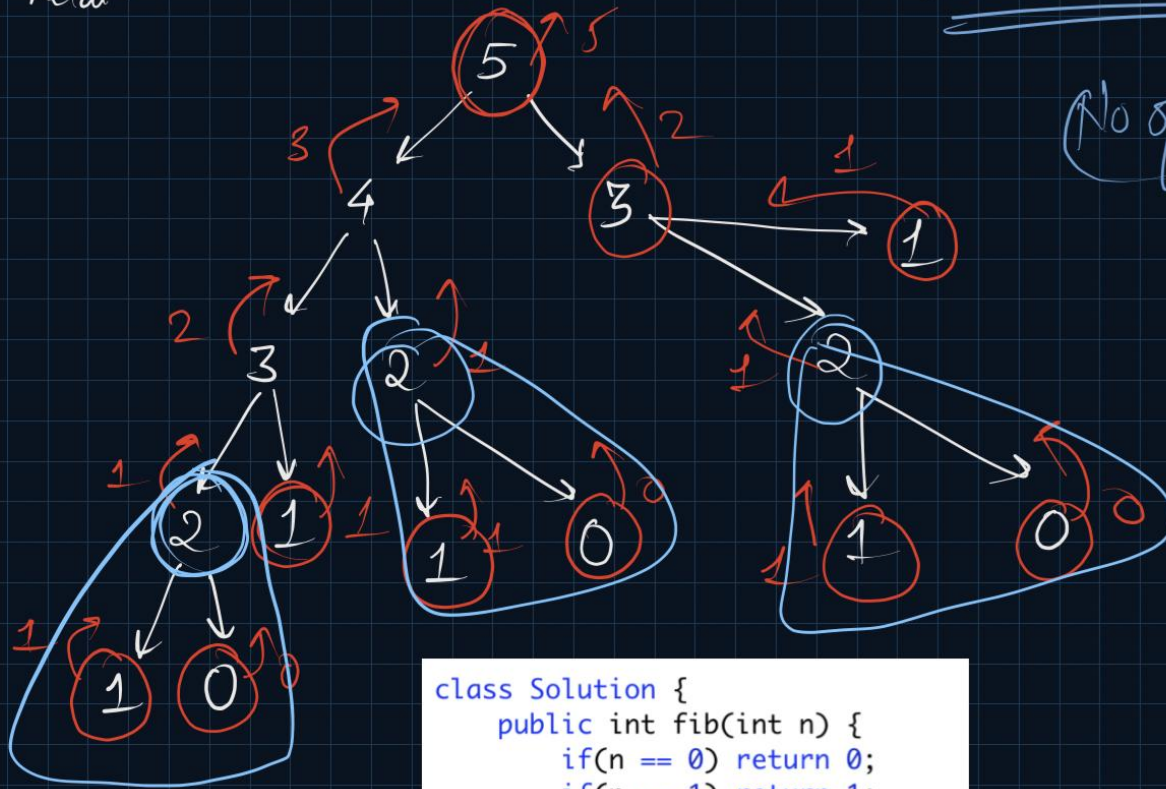 5 5
3 2 1
4 3 1
2 1 1
3 2 2
1 0 0
2 1 1 1 1 0 1 1 0
1 1 0 0
No
class Solution {
public int fib(int n) {
if(n == 0) return 0;